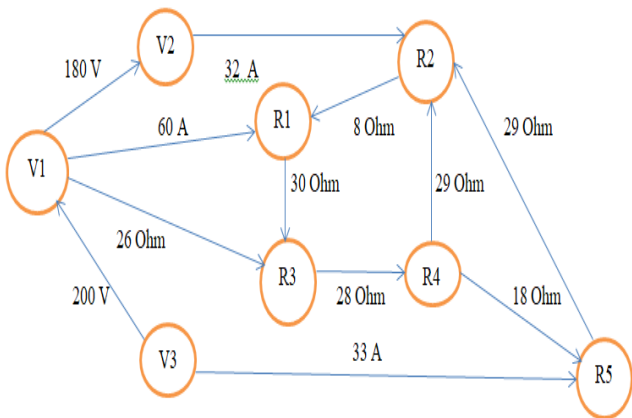 V2
180 V
32 A
R2
R1
60 A
8 Ohm
29 Ohm
V1
30 Ohm
29 Ohm
26 Ohm
R3
R4
28 Ohm
18 Ohm
200 V
33 A
V3
R5